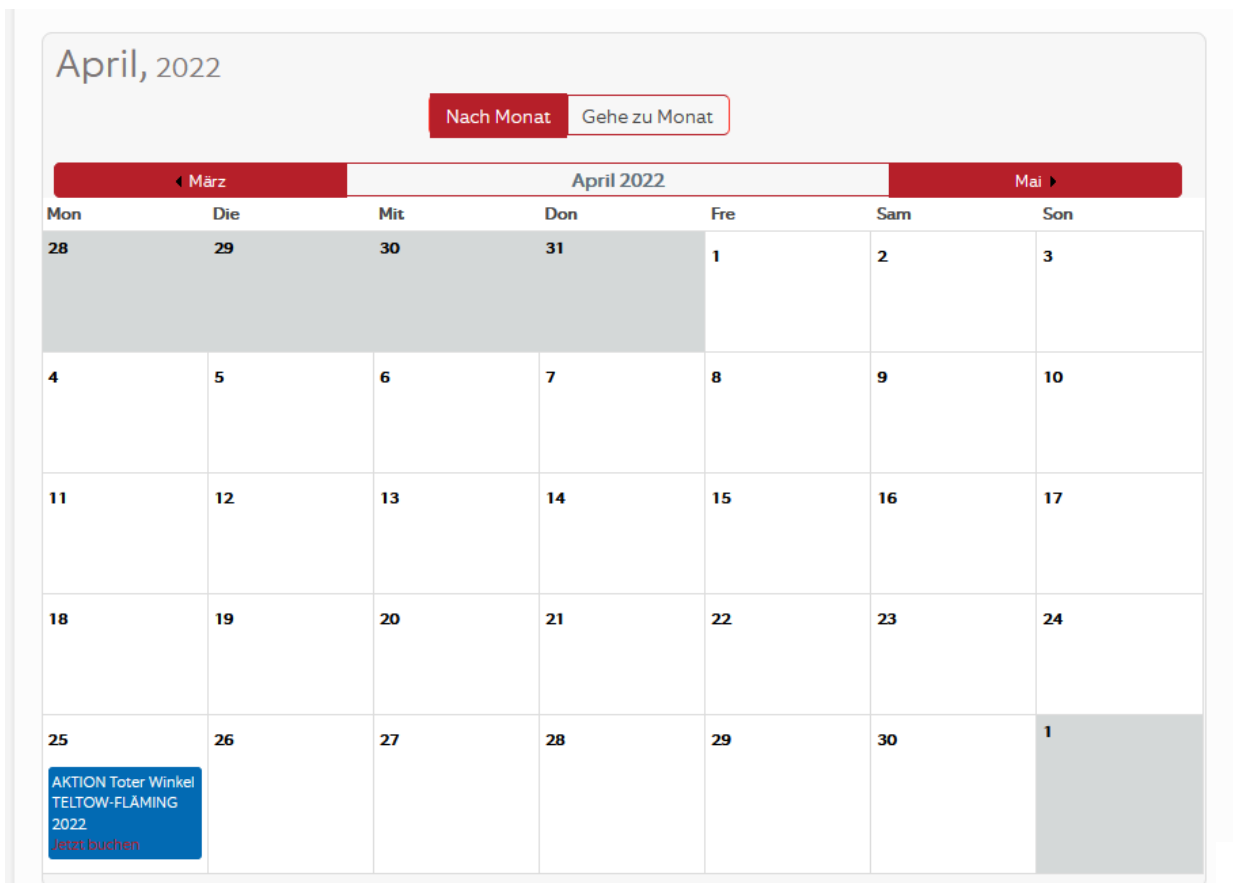 April, 2022
Nach Monat Gehe zu Monat
März April 2022 Mai
Mon Die Mit Don Fre Sam Son
28 29 30 31 1 2 3
4 5 6 7 8 9 10
11 12 13 14 15 16 17
18 19 20 21 22 23 24
25 26 27 28 29 30 1
AKTION Toter Winkel
TELTOW-FLÄMING
2022
Jetzt buchen